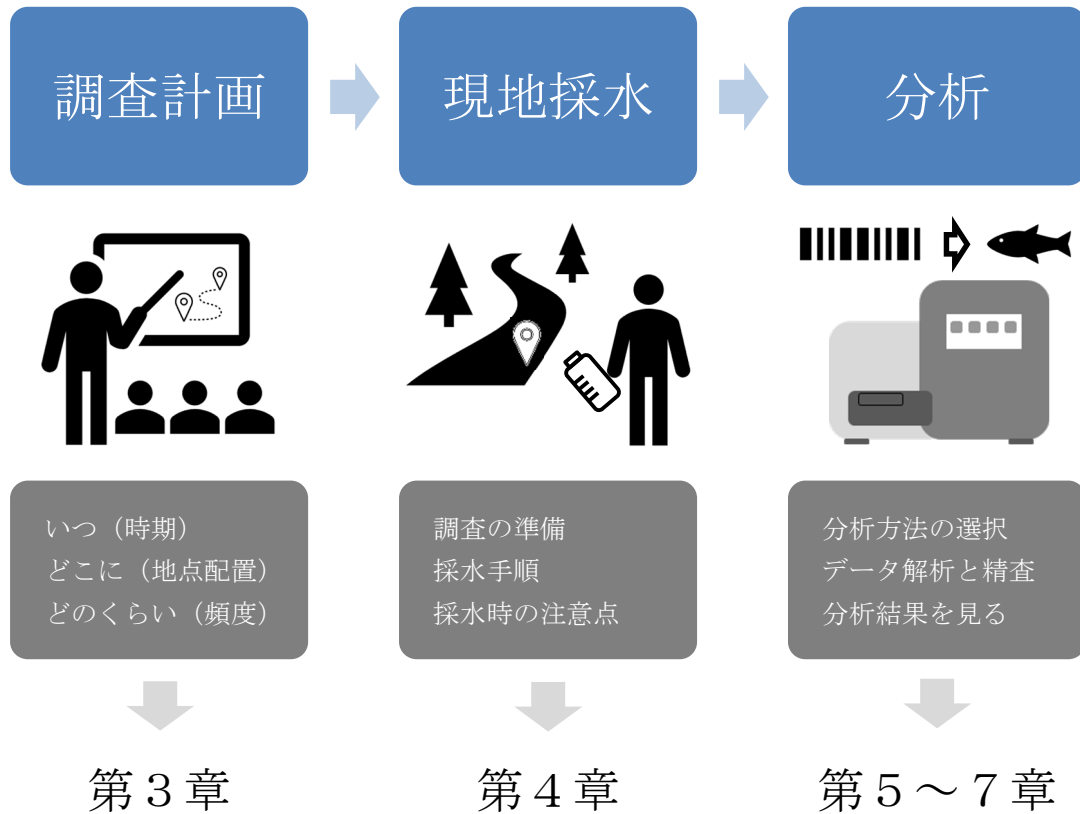 調査計画
現地採水
分析
いつ（時期）
どこに（地点配置）
どのくらい（頻度）
調査の準備
採水手順
採水時の注意点
分析方法の選択
データ解析と精査
分析結果を見る
第３章
第４章
第５～７章